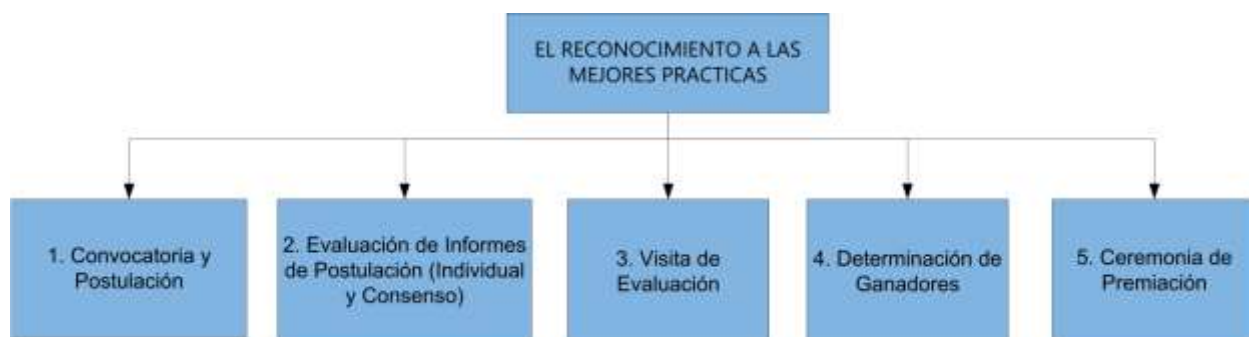 EL RECONOCIMIENTO A LAS
MEJORES PRACTICAS
1. Convocatoria y
Postulación
2. Evaluación de Informes
de Postulación (Individual
y Consenso)
3. Visita de
Evaluación
4. Determinación de
Ganadores
5. Ceremonia de
Premiación